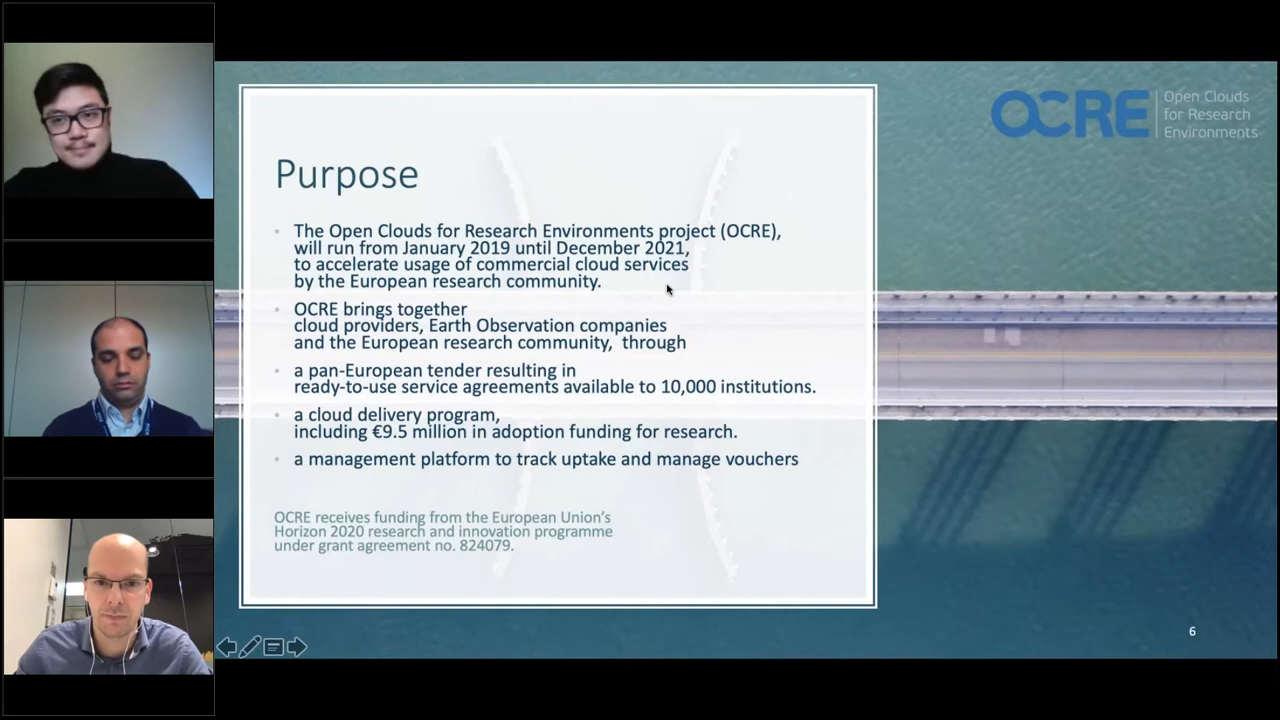 OCRE
Open Clouds
for Research
Environments
Purpose
The Open Clouds for Research Environments project (OCRE),
will run from January 2019 until December 2021,
to accelerate usage of commercial cloud services
by the European research community.
OCRE brings together
cloud providers, Earth Observation companies
and the European research community, through
a pan-European tender resulting in
ready-to-use service agreements available to 10,000 institutions.
a cloud delivery program,
including €9.5 million in adoption funding for research.
a management platform to track uptake and manage vouchers
OCRE receives funding from the European Union’s
Horizon 2020 research and innovation programme
under grant agreement no. 824079.
6